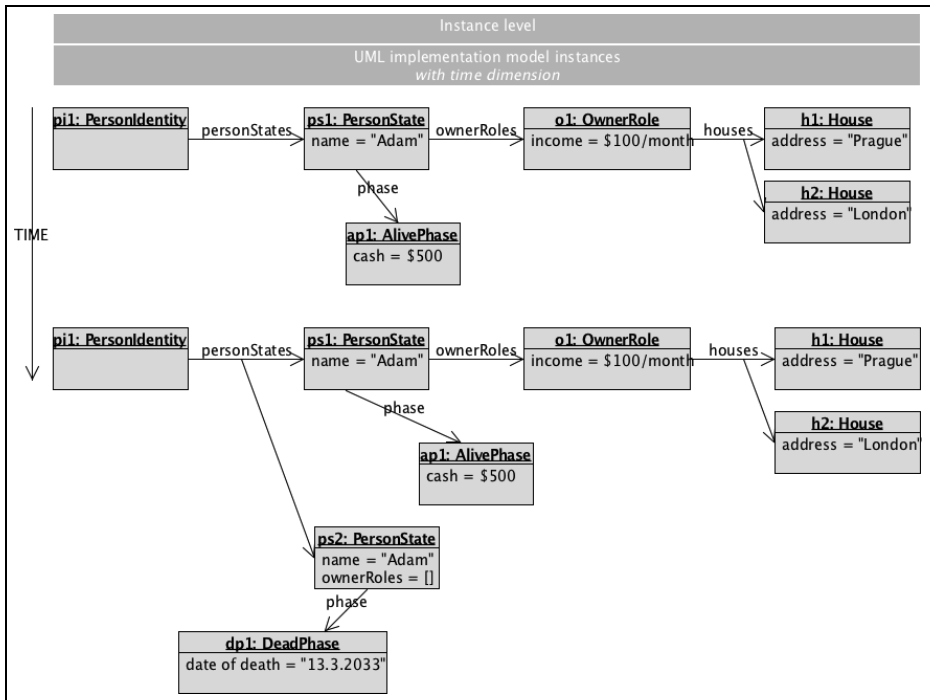 Instance level
UML implementation model instances
with time dimension
TIME
pi1: PersonIdentity
personStates
ps1: PersonState
name = "Adam"
ownerRoles
o1: OwnerRole
income = $100/month
houses
h1: House
address = "Prague"
h2: House
address = "London"
phase
ap1: AlivePhase
cash = $500
pi1: PersonIdentity
personStates
ps1: PersonState
name = "Adam"
ownerRoles
o1: OwnerRole
income = $100/month
houses
h1: House
address = "Prague"
h2: House
address = "London"
phase
ap1: AlivePhase
cash = $500
ps2: PersonState
name = "Adam"
ownerRoles = []
phase
dp1: DeadPhase
date of death = "13.3.2033"